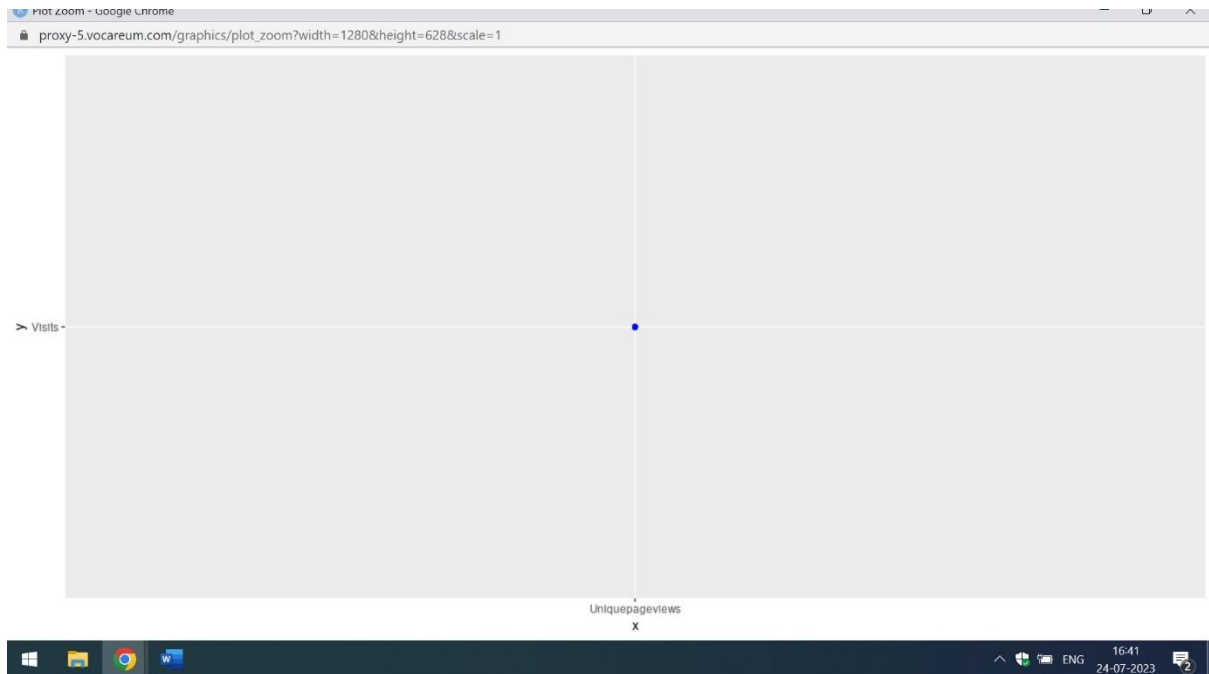 Plot Zoom - Google Chrome
proxy-5.vocareum.com/graphics/plot_zoom?width=1280&height=628&scale=1
y
Visits
Uniquepageviews
x
W
ENG
16:41
24-07-2023
2